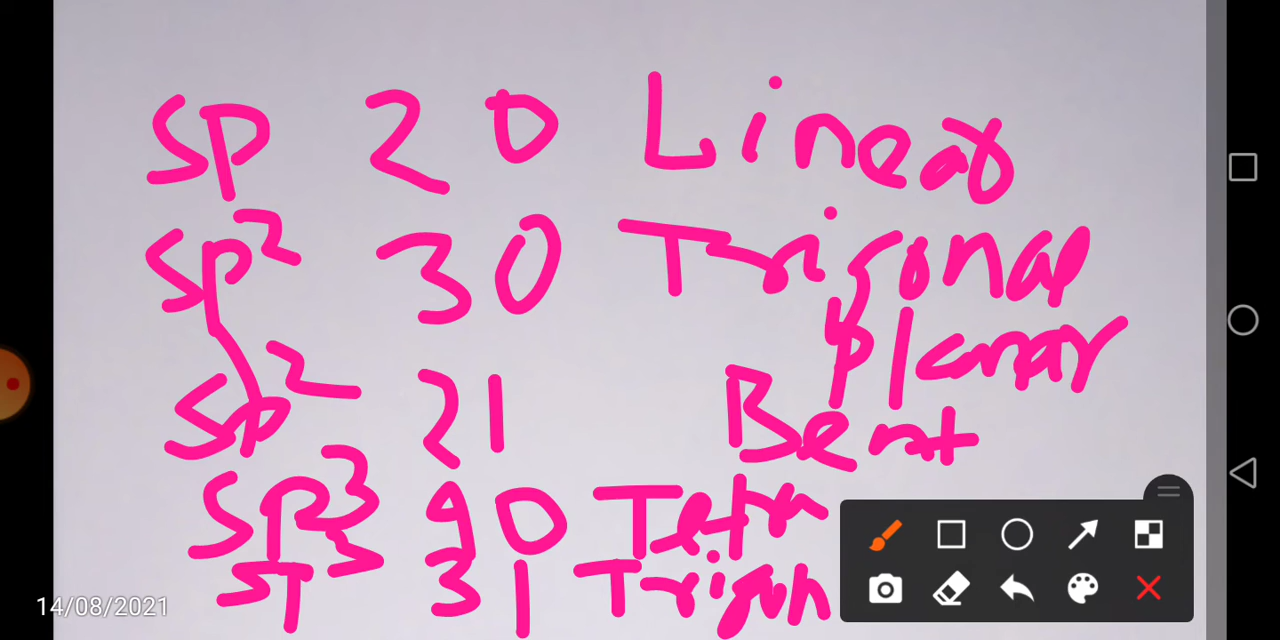 sp 2 0 Linear
sp² 3 0 Trigonal
planar
sp² 2 1 Bent
sp³ 4 0 Tetra
3 1 Trigon
14/08/2021